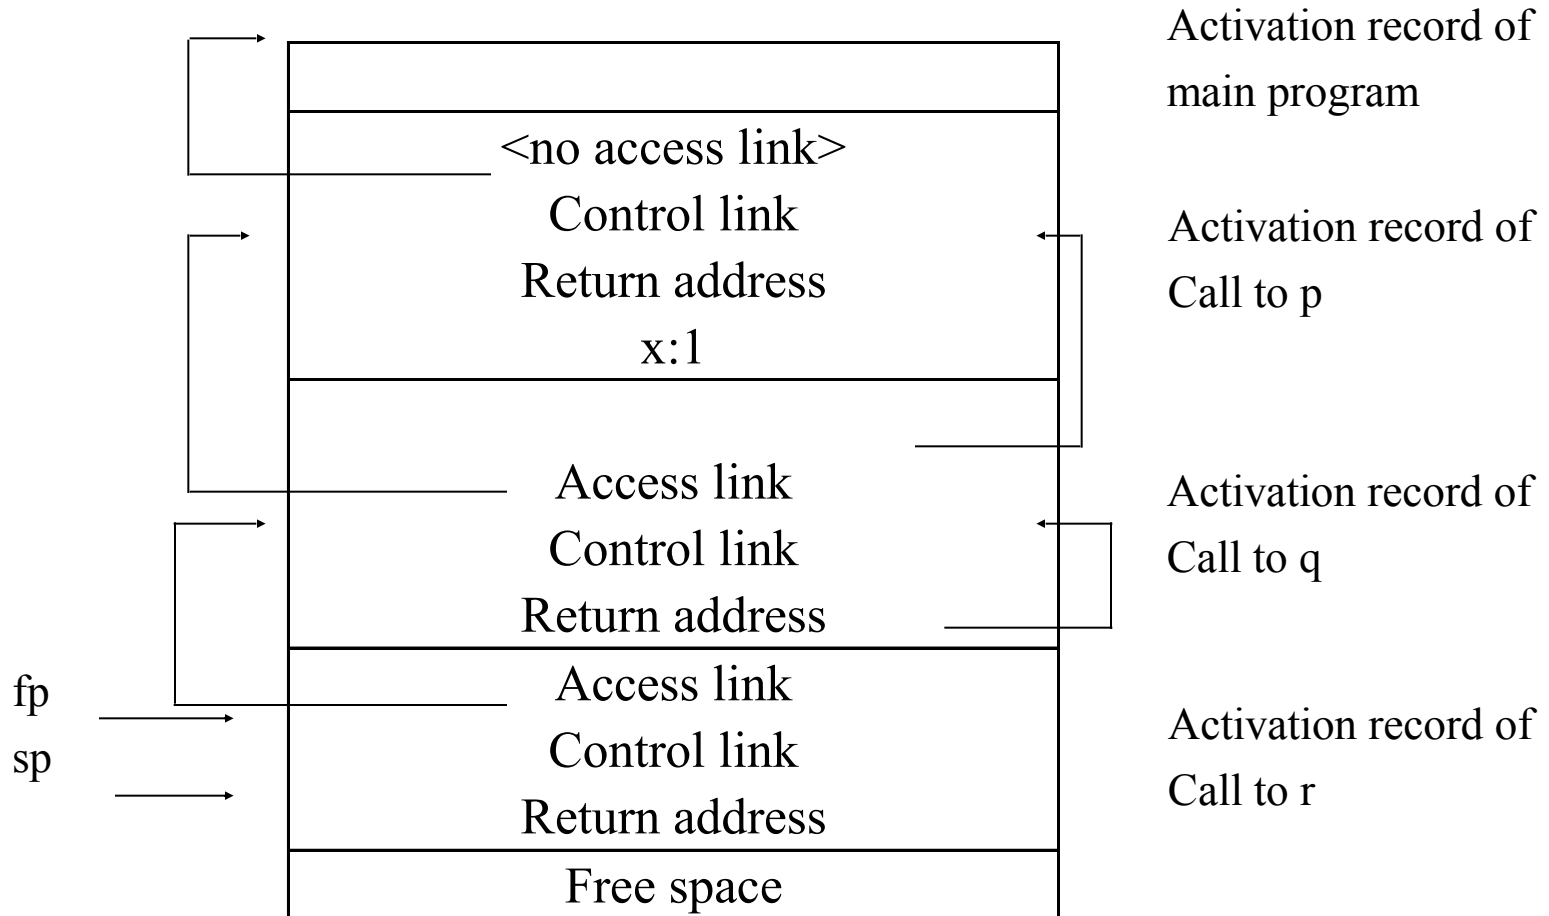 Activation record of
main program
<no access link>
Control link
Return address
x:1
Activation record of
Call to p
Access link
Control link
Return address
Activation record of
Call to q
fp
sp
Access link
Control link
Return address
Activation record of
Call to r
Free space